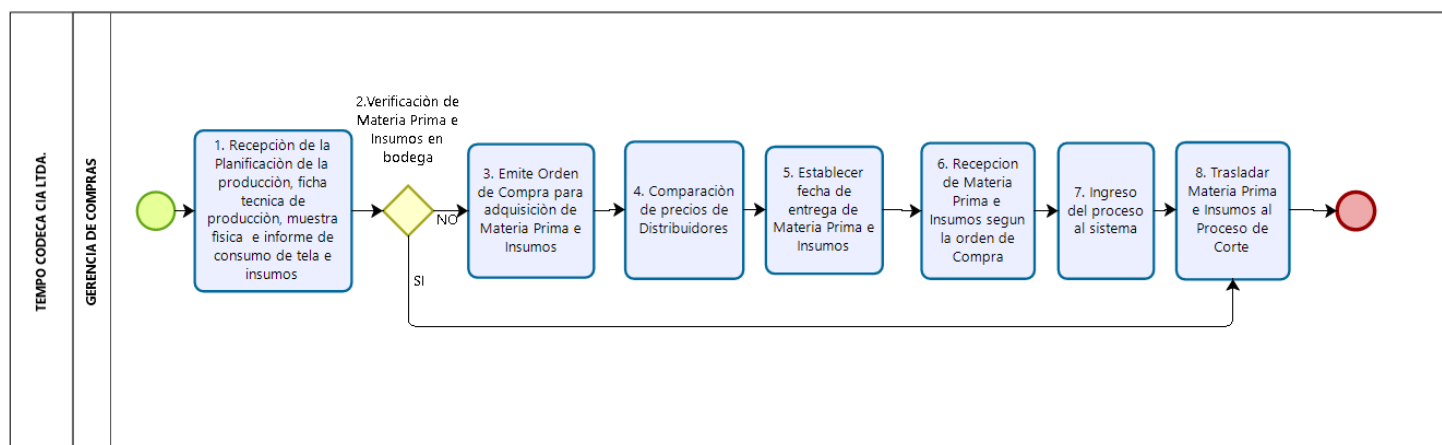 TEMPO CODECA CIA LTDA.
GERENCIA DE COMPRAS
1. Recepciòn de la
Planificaciòn de la
producciòn, ficha
tecnica de
producciòn, muestra
fisica e informe de
consumo de tela e
insumos
2.Verificaciòn de
Materia Prima e
Insumos en
bodega
NO
SI
3. Emite Orden
de Compra para
adquisiciòn de
Materia Prima e
Insumos
4. Comparaciòn
de precios de
Distribuidores
5. Establecer
fecha de
entrega de
Materia Prima e
Insumos
6. Recepcion
de Materia
Prima e
Insumos segun
la orden de
Compra
7. Ingreso
del proceso
al sistema
8. Trasladar
Materia Prima
e Insumos al
Proceso de
Corte